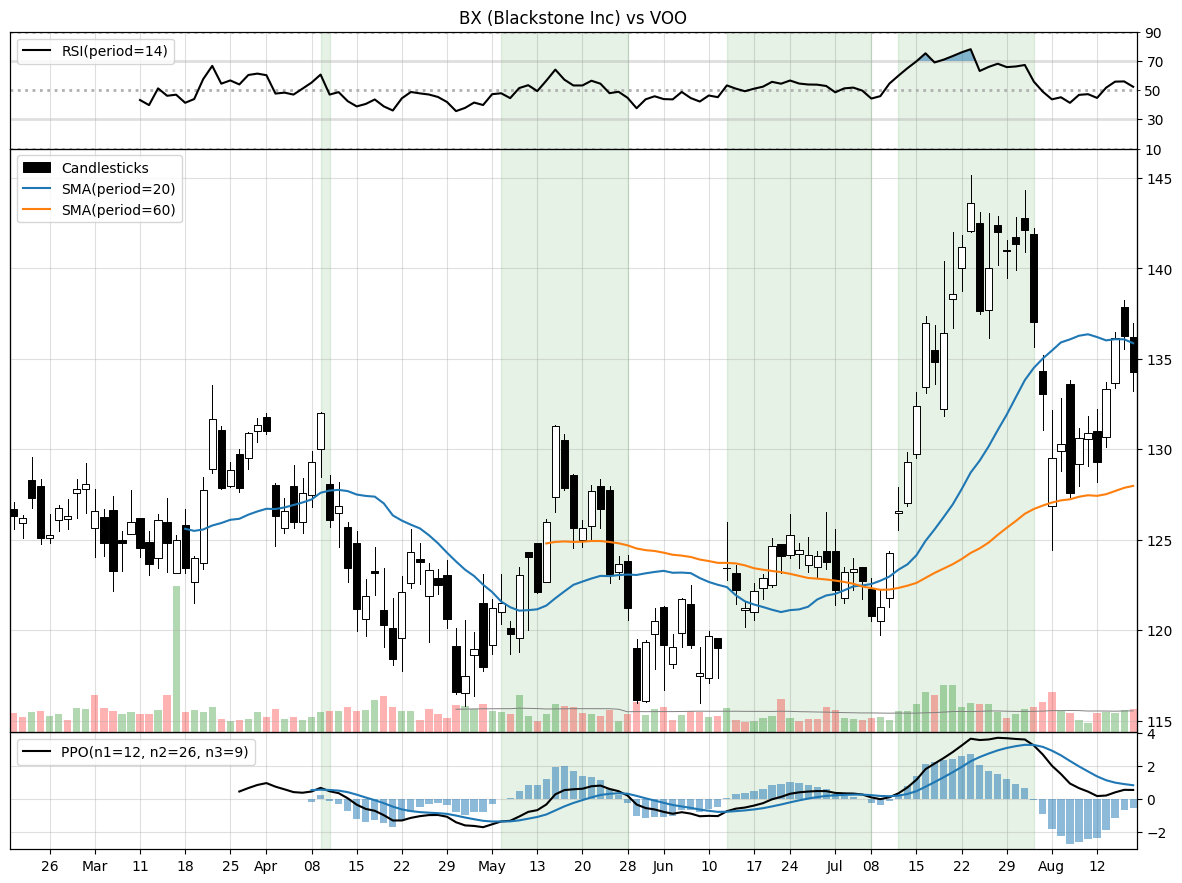 BX (Blackstone Inc) vs VOO
RSI(period=14)
90
70
50
30
10
Candlesticks
SMA(period=20)
SMA(period=60)
145
140
135
130
125
120
115
PPO(n1=12, n2=26, n3=9)
4
2
0
−2
26 Mar 11 18 25 Apr 08 15 22 29 May 13 20 28 Jun 10 17 24 Jul 08 15 22 29 Aug 12